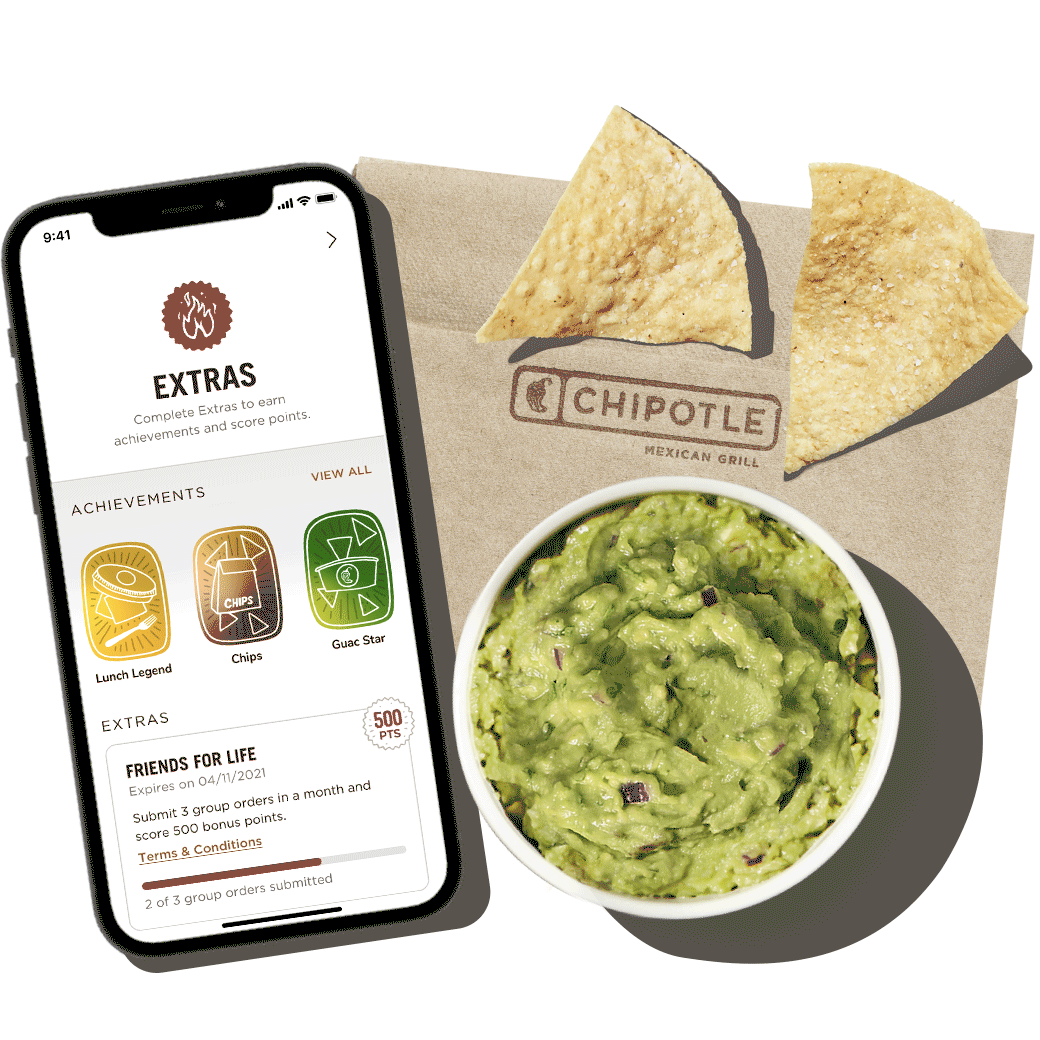 9:41
EXTRAS
Complete Extras to earn
achievements and score points.
ACHIEVEMENTS
VIEW ALL
CHIPS
Lunch Legend
Chips
Guac Star
EXTRAS
500
PTS
FRIENDS FOR LIFE
Expires on 04/11/2021
Submit 3 group orders in a month and
score 500 bonus points.
Terms & Conditions
2 of 3 group orders submitted
CHIPOTLE
MEXICAN GRILL